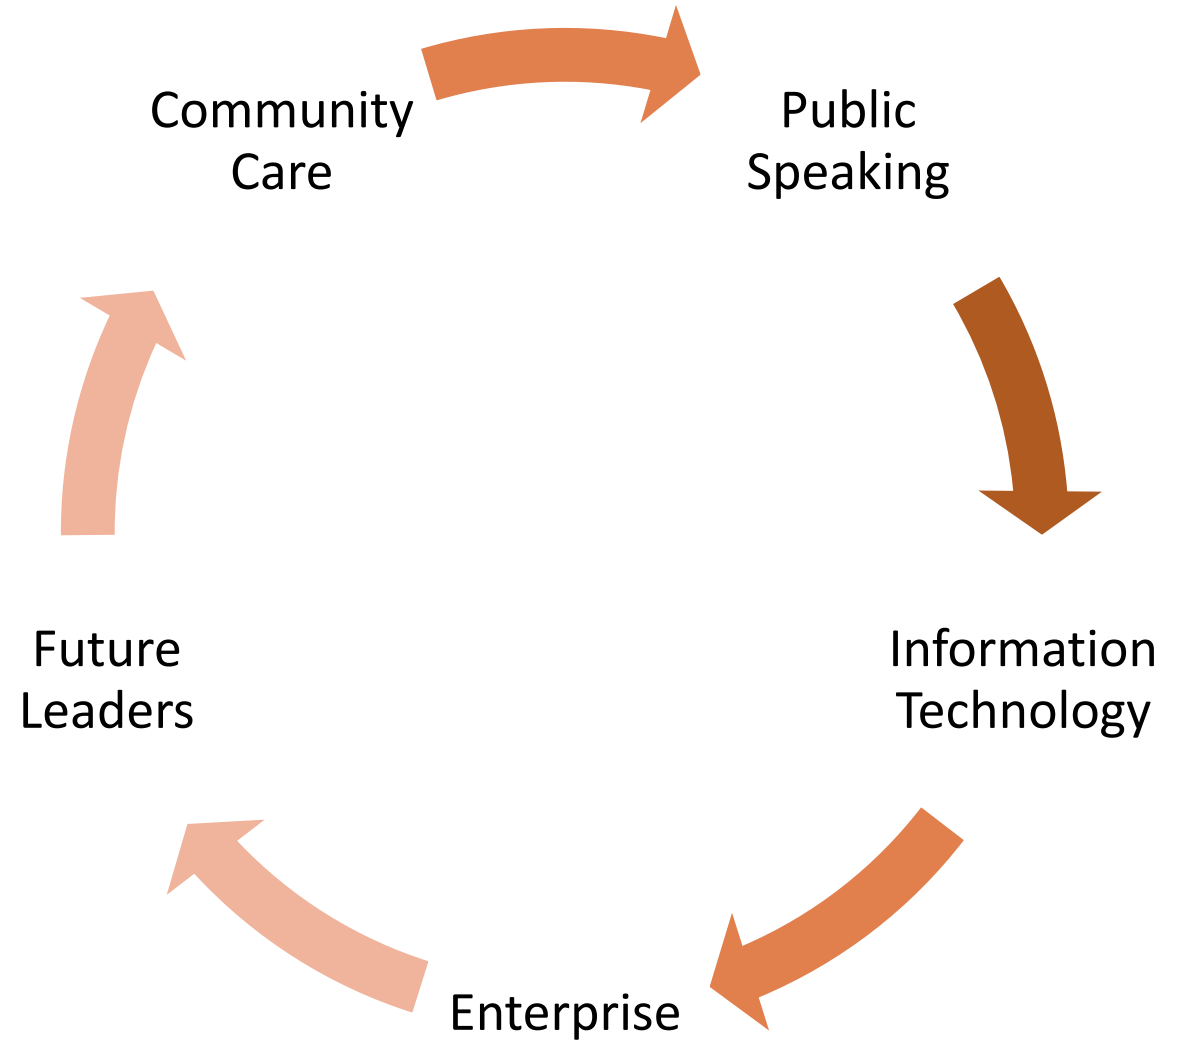 Community
Care
Public
Speaking
Information
Technology
Enterprise
Future
Leaders